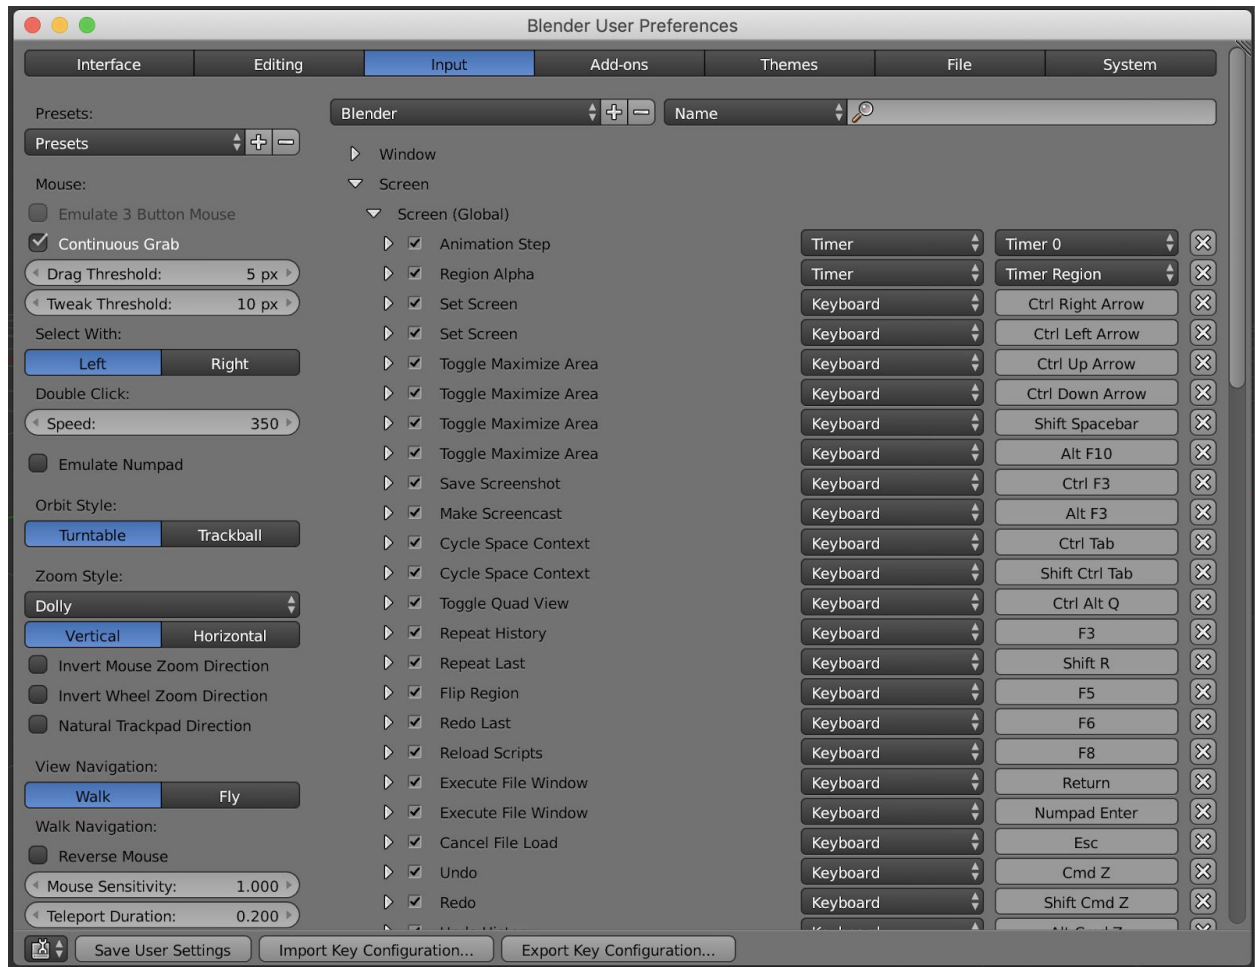 Blender User Preferences
Interface Editing Input Add-ons Themes File System
Presets:
Presets
Mouse:
Emulate 3 Button Mouse
Continuous Grab
Drag Threshold: 5 px
Tweak Threshold: 10 px
Select With:
Left Right
Double Click:
Speed: 350
Emulate Numpad
Orbit Style:
Turntable Trackball
Zoom Style:
Dolly
Vertical Horizontal
Invert Mouse Zoom Direction
Invert Wheel Zoom Direction
Natural Trackpad Direction
View Navigation:
Walk Fly
Walk Navigation:
Reverse Mouse
Mouse Sensitivity: 1.000
Teleport Duration: 0.200
Blender Name
Window
Screen
Screen (Global)
Animation Step Timer Timer 0
Region Alpha Timer Timer Region
Set Screen Keyboard Ctrl Right Arrow
Set Screen Keyboard Ctrl Left Arrow
Toggle Maximize Area Keyboard Ctrl Up Arrow
Toggle Maximize Area Keyboard Ctrl Down Arrow
Toggle Maximize Area Keyboard Shift Spacebar
Toggle Maximize Area Keyboard Alt F10
Save Screenshot Keyboard Ctrl F3
Make Screencast Keyboard Alt F3
Cycle Space Context Keyboard Ctrl Tab
Cycle Space Context Keyboard Shift Ctrl Tab
Toggle Quad View Keyboard Ctrl Alt Q
Repeat History Keyboard F3
Repeat Last Keyboard Shift R
Flip Region Keyboard F5
Redo Last Keyboard F6
Reload Scripts Keyboard F8
Execute File Window Keyboard Return
Execute File Window Keyboard Numpad Enter
Cancel File Load Keyboard Esc
Undo Keyboard Cmd Z
Redo Keyboard Shift Cmd Z
Save User Settings Import Key Configuration... Export Key Configuration...